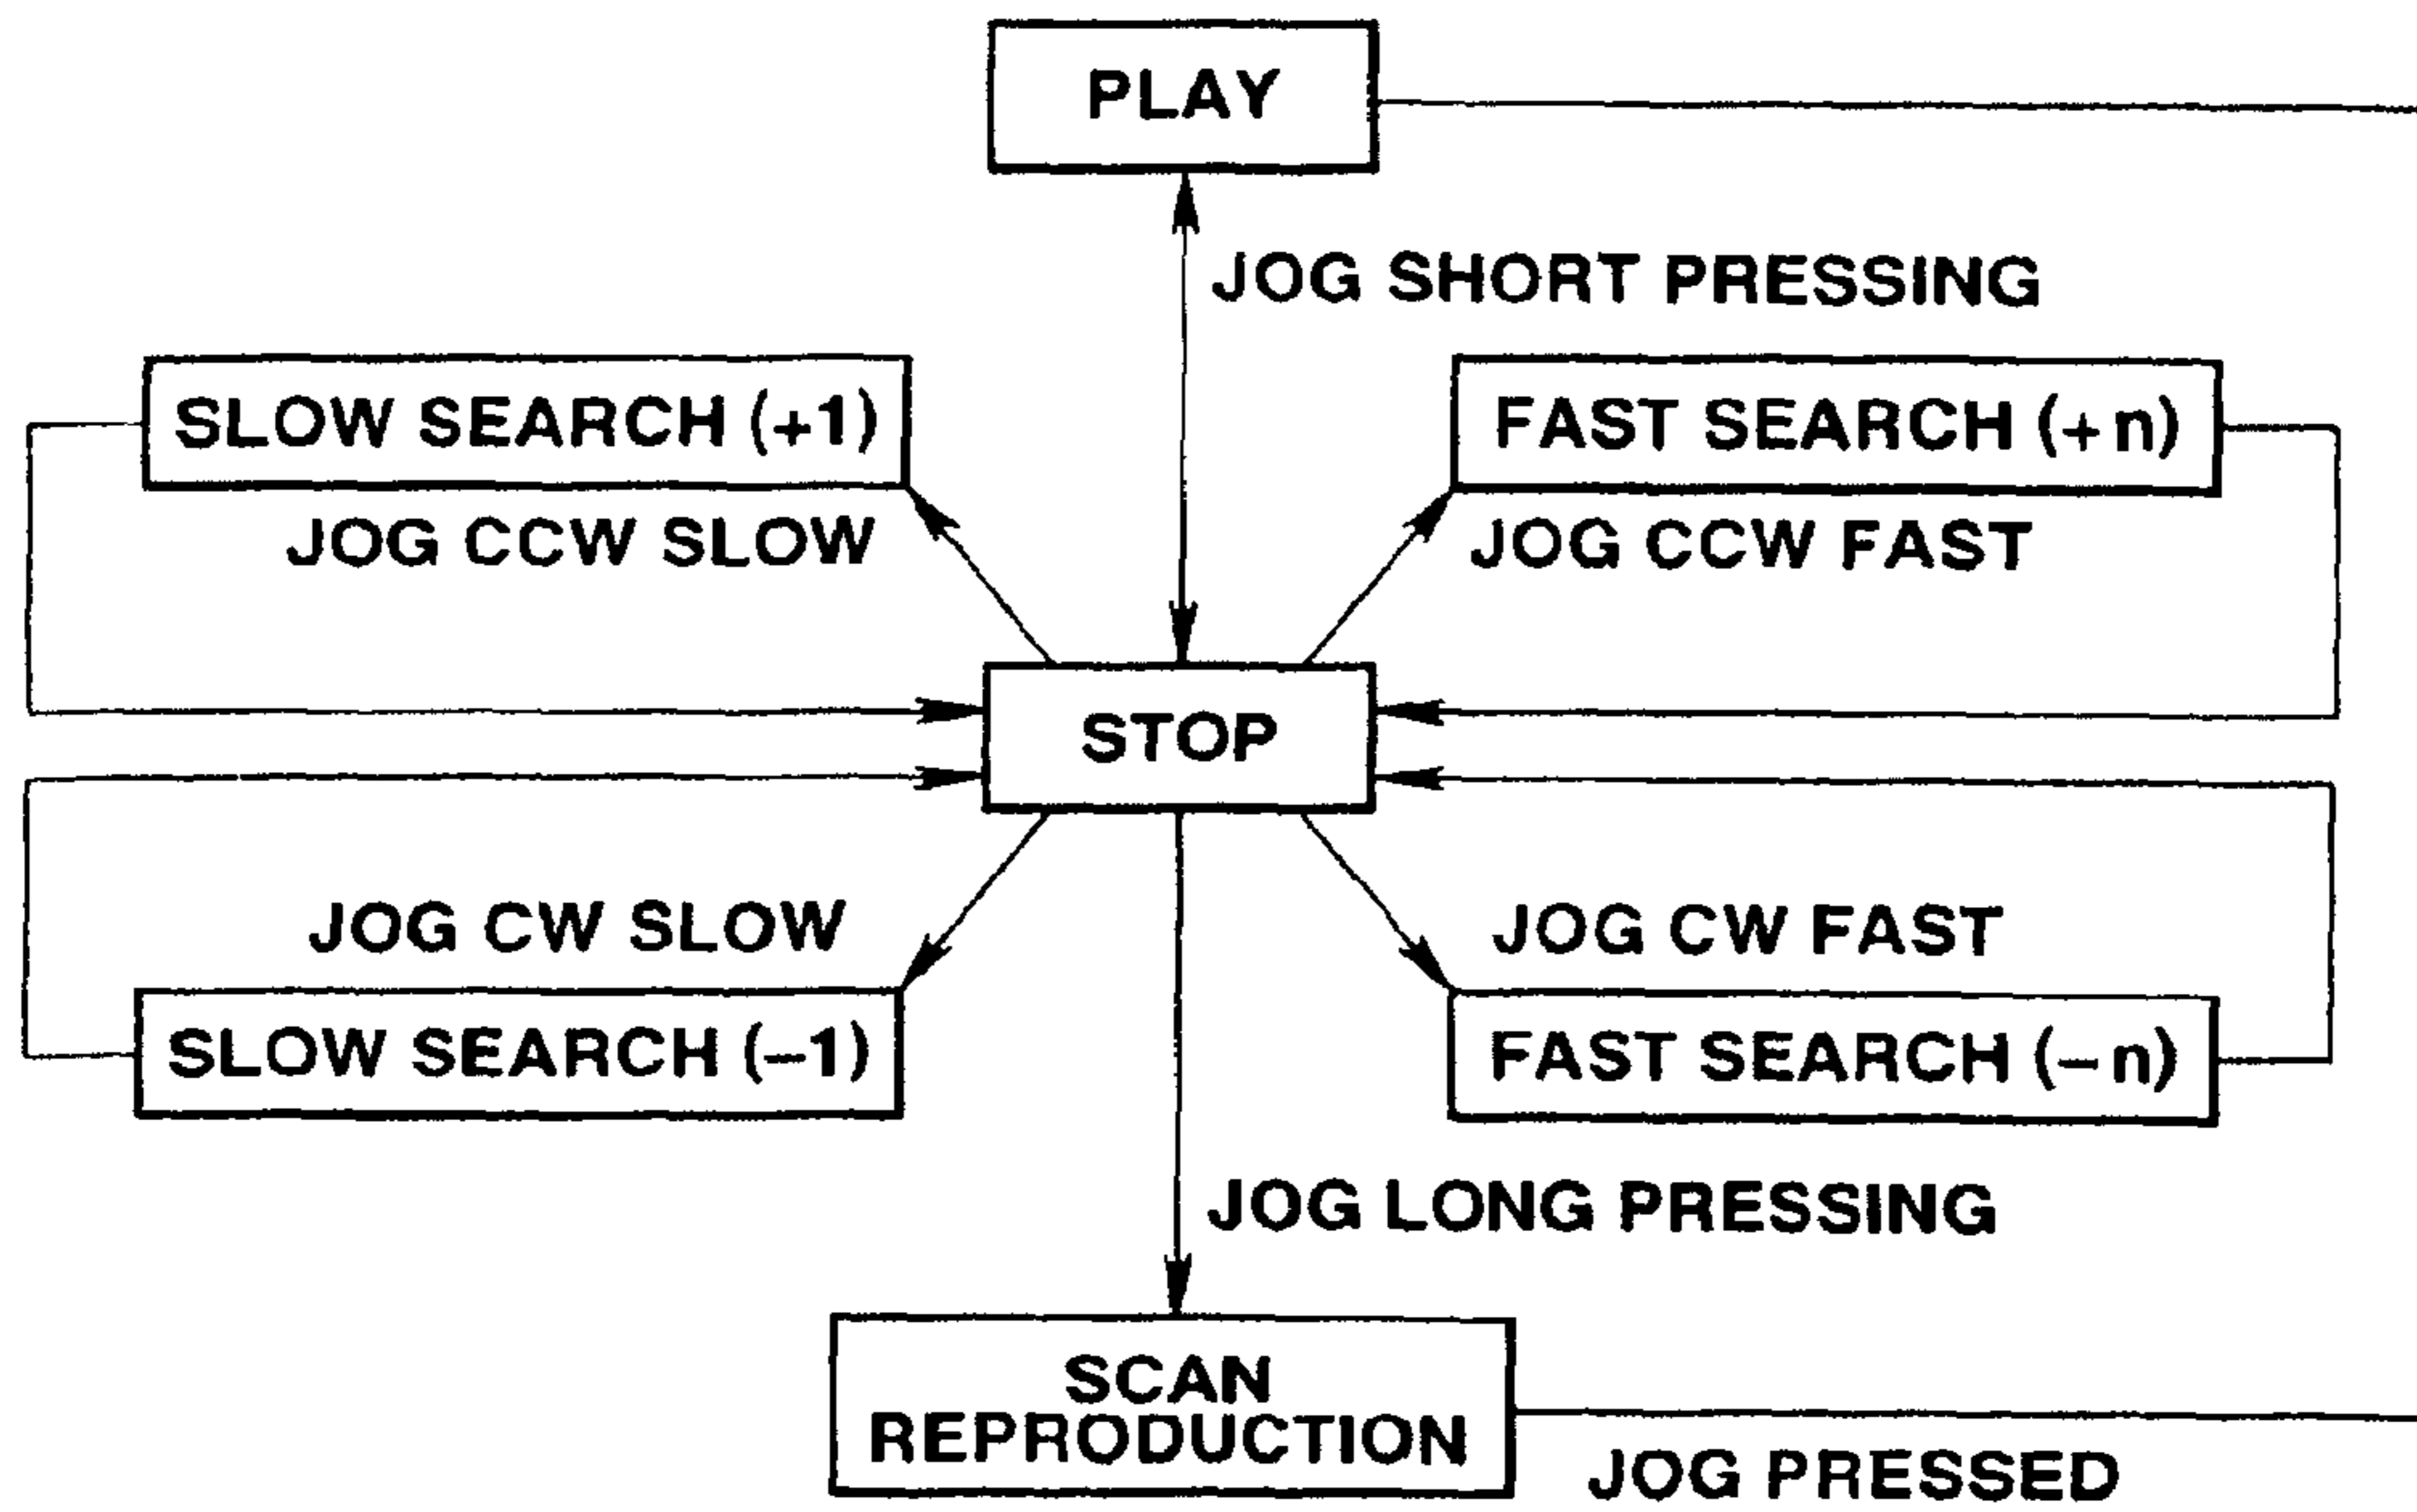 PLAY
JOG SHORT PRESSING
SLOW SEARCH (+1)
FAST SEARCH (+n)
JOG CCW SLOW
JOG CCW FAST
STOP
JOG CW SLOW
JOG CW FAST
SLOW SEARCH (−1)
FAST SEARCH (−n)
JOG LONG PRESSING
SCAN
REPRODUCTION
JOG PRESSED